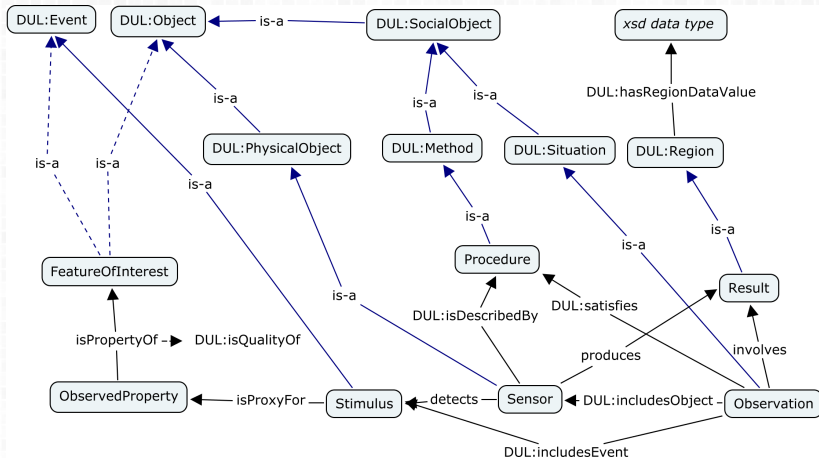 DUL:Event
DUL:Object
is-a
DUL:SocialObject
xsd data type
is-a
is-a
is-a
DUL:hasRegionDataValue
DUL:PhysicalObject
DUL:Method
DUL:Situation
DUL:Region
is-a
is-a
is-a
is-a
is-a
is-a
FeatureOfInterest
Procedure
Result
is-a
DUL:isDescribedBy
DUL:satisfies
isPropertyOf
DUL:isQualityOf
produces
involves
ObservedProperty
isProxyFor
Stimulus
detects
Sensor
DUL:includesObject
Observation
DUL:includesEvent